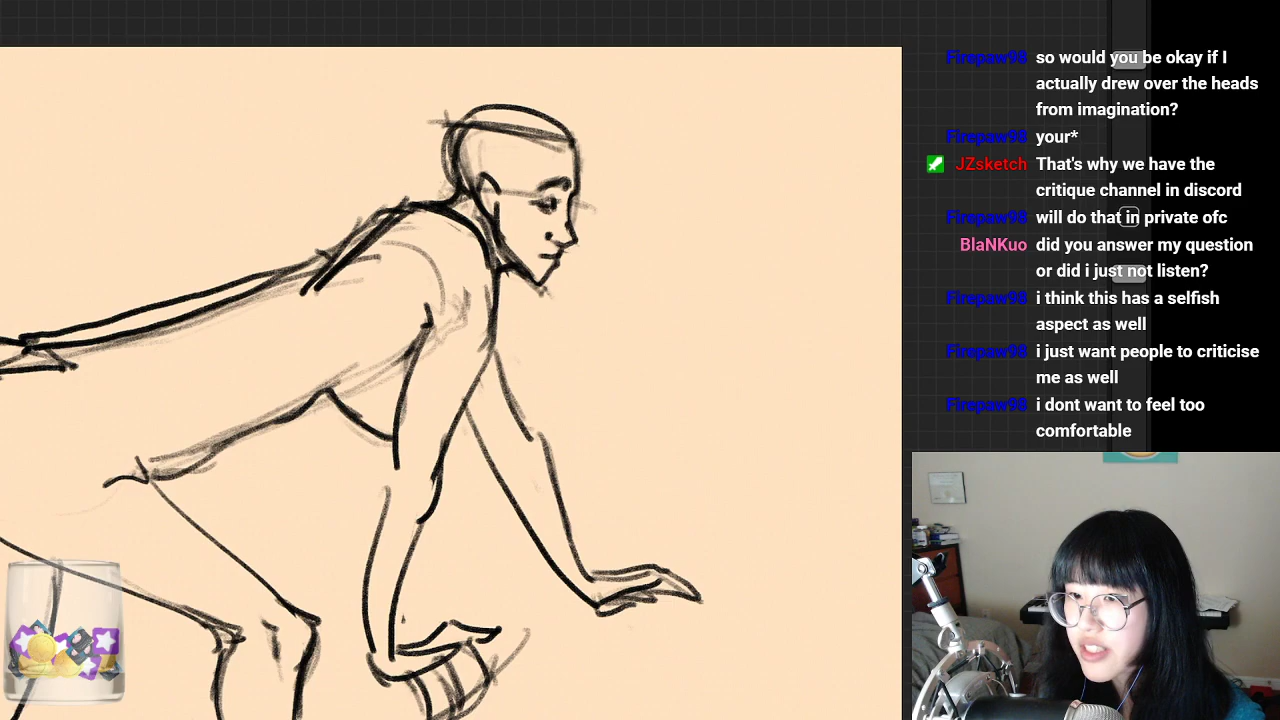 Firepaw98 so would you be okay if I
actually drew over the heads
from imagination?
Firepaw98 your*
JZsketch That's why we have the
critique channel in discord
Firepaw98 will do that in private ofc
BlaNKuo did you answer my question
or did i just not listen?
Firepaw98 i think this has a selfish
aspect as well
Firepaw98 i just want people to criticise
me as well
Firepaw98 i dont want to feel too
comfortable